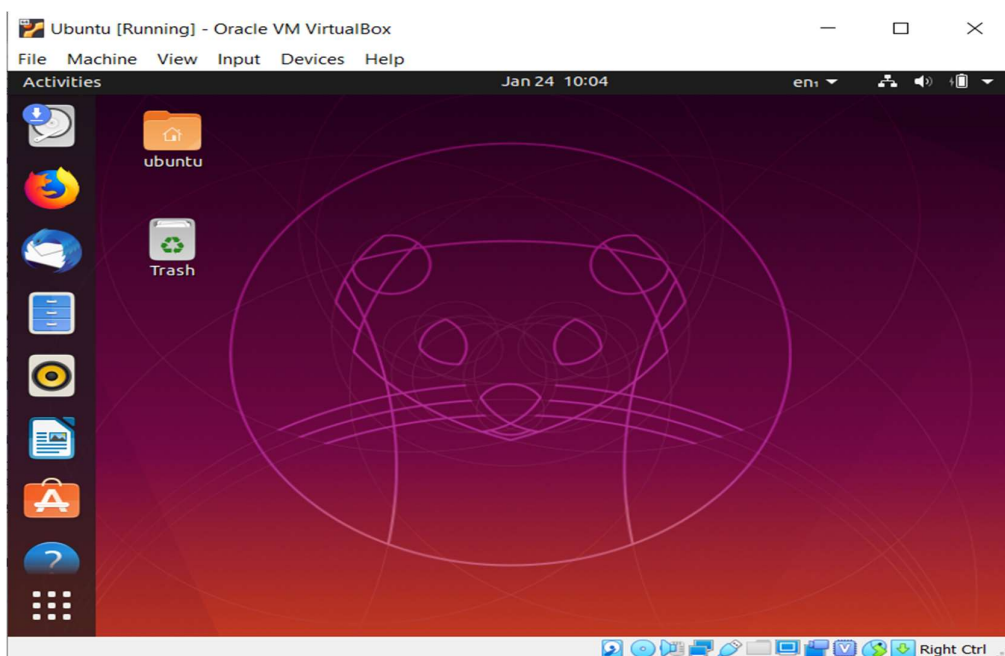 Ubuntu [Running] - Oracle VM VirtualBox
File Machine View Input Devices Help
Activities Jan 24 10:04 en₁
ubuntu
Trash
A
?
V
Right Ctrl